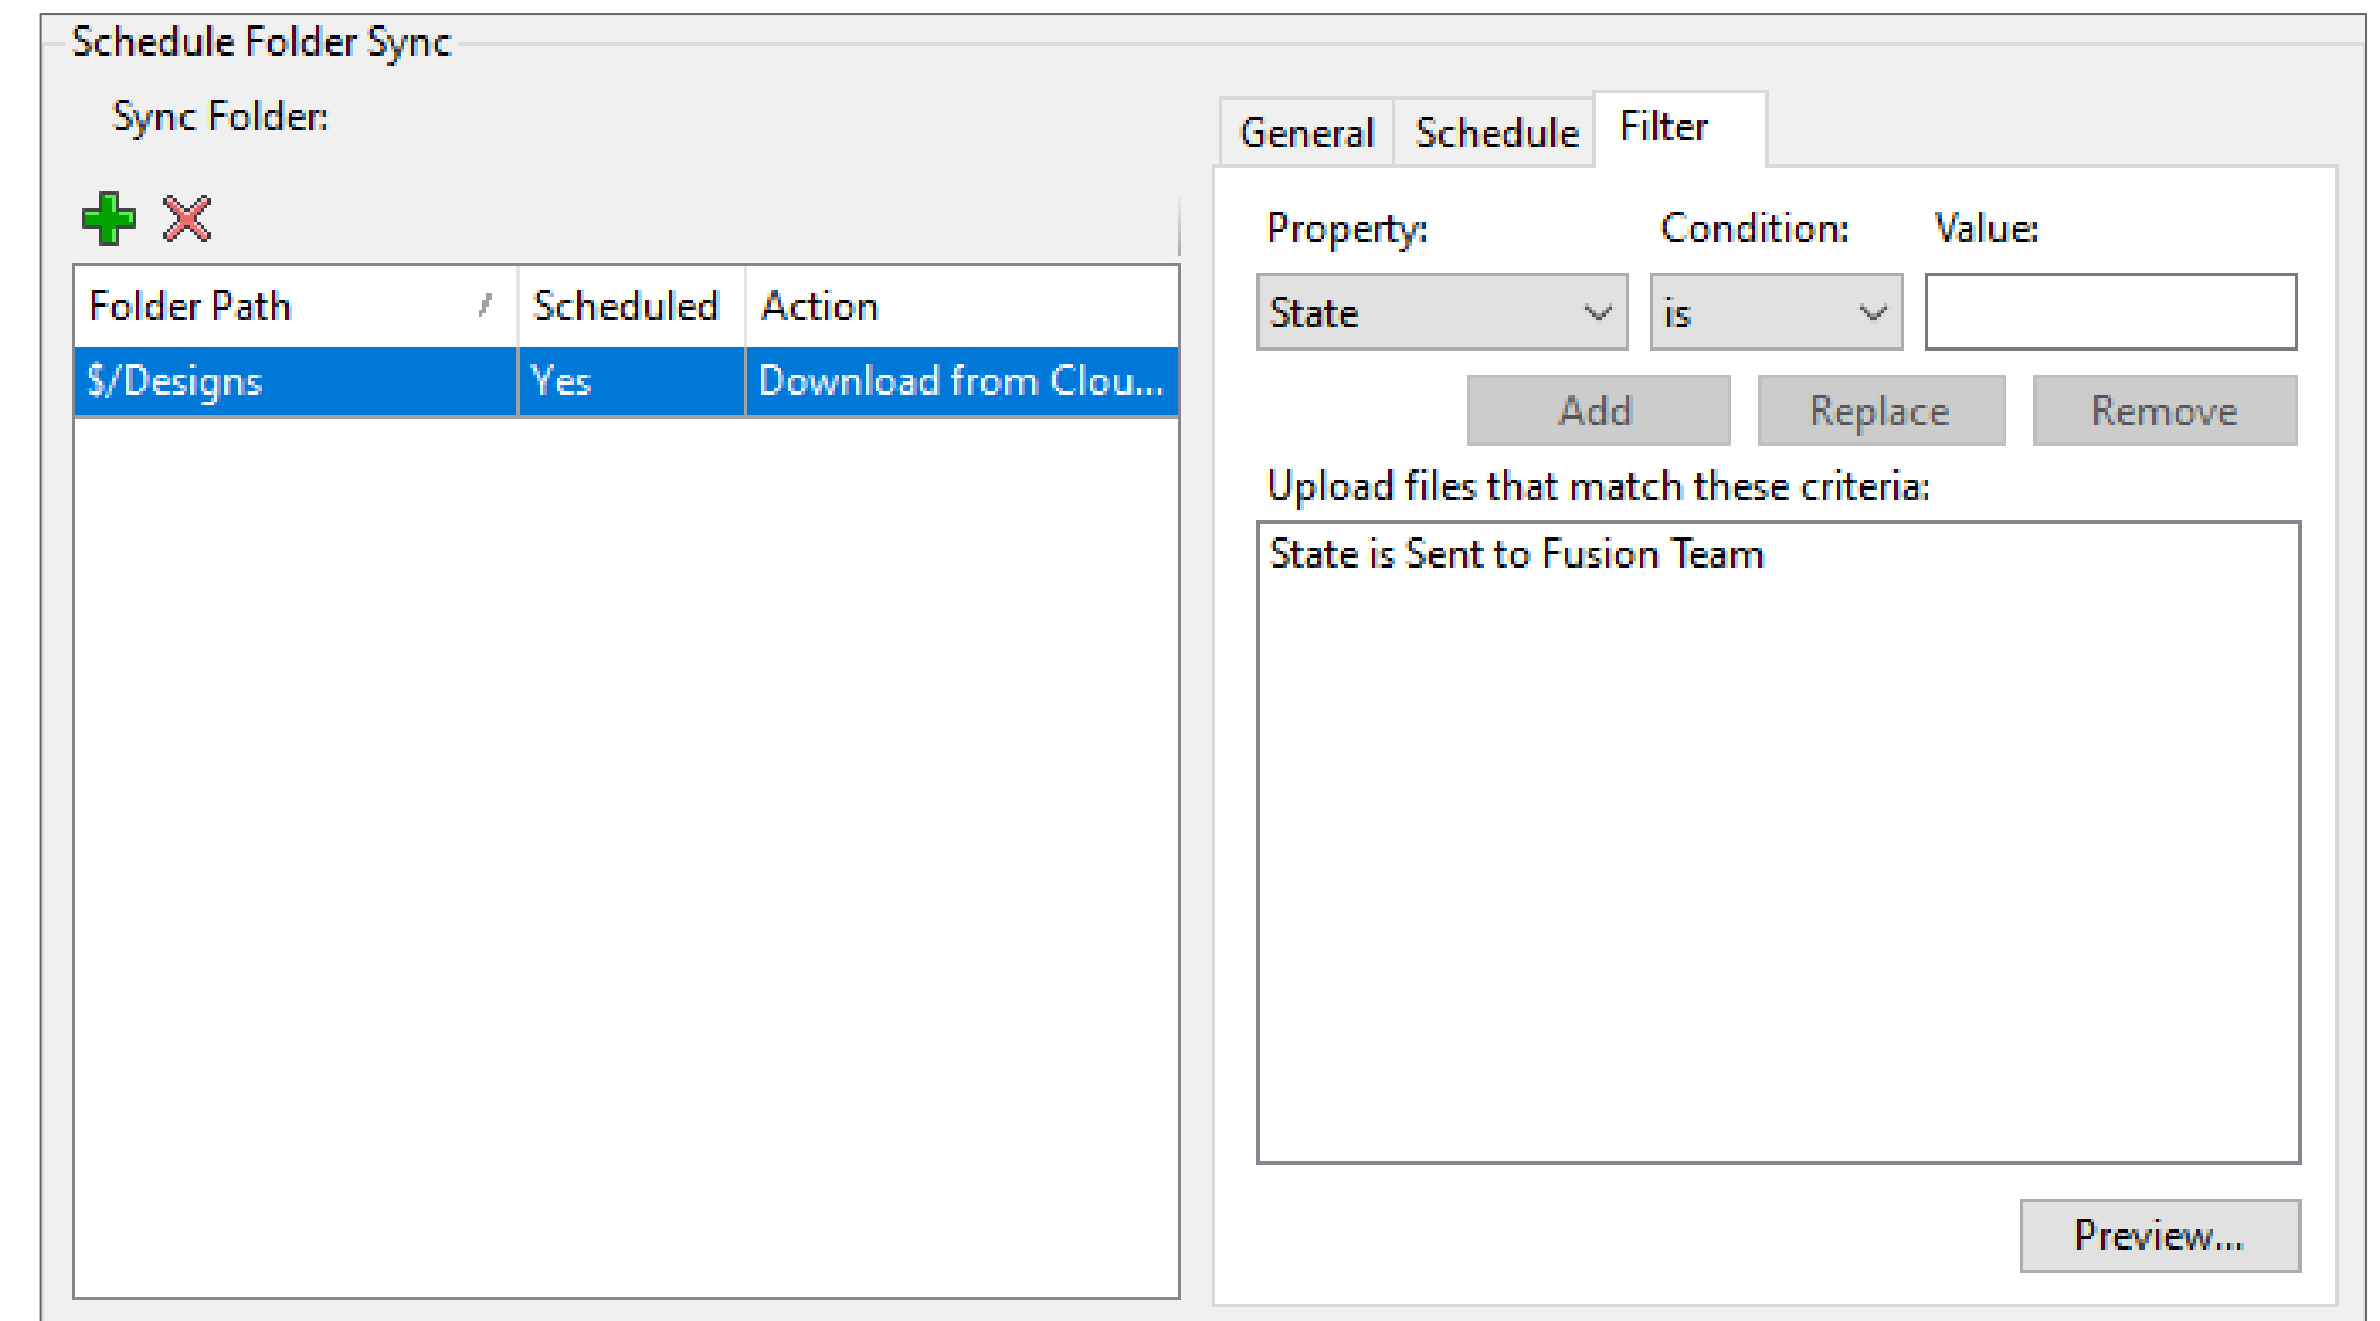 Schedule Folder Sync
Sync Folder:
Folder Path Scheduled Action
$/Designs Yes Download from Clou...
General Schedule Filter
Property: Condition: Value:
State is
Add Replace Remove
Upload files that match these criteria:
State is Sent to Fusion Team
Preview...